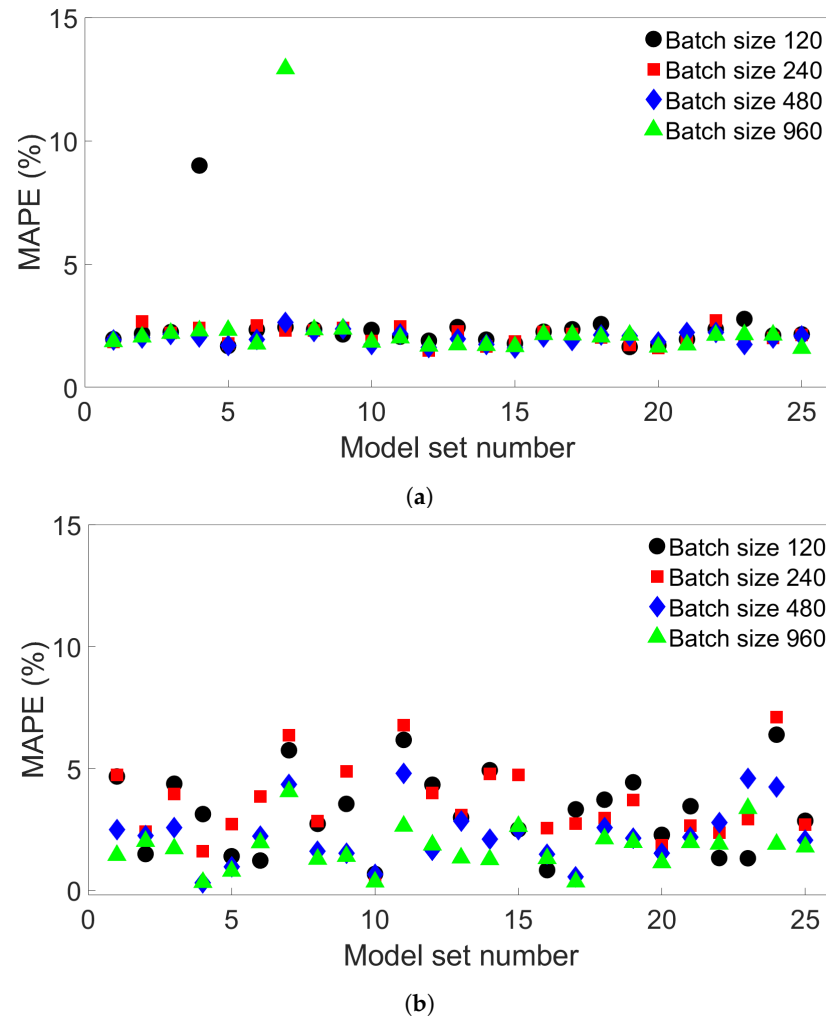 15
10
5
0
MAPE (%)
Batch size 120
Batch size 240
Batch size 480
Batch size 960
0 5 10 15 20 25
Model set number
(a)
15
10
5
0
MAPE (%)
Batch size 120
Batch size 240
Batch size 480
Batch size 960
0 5 10 15 20 25
Model set number
(b)